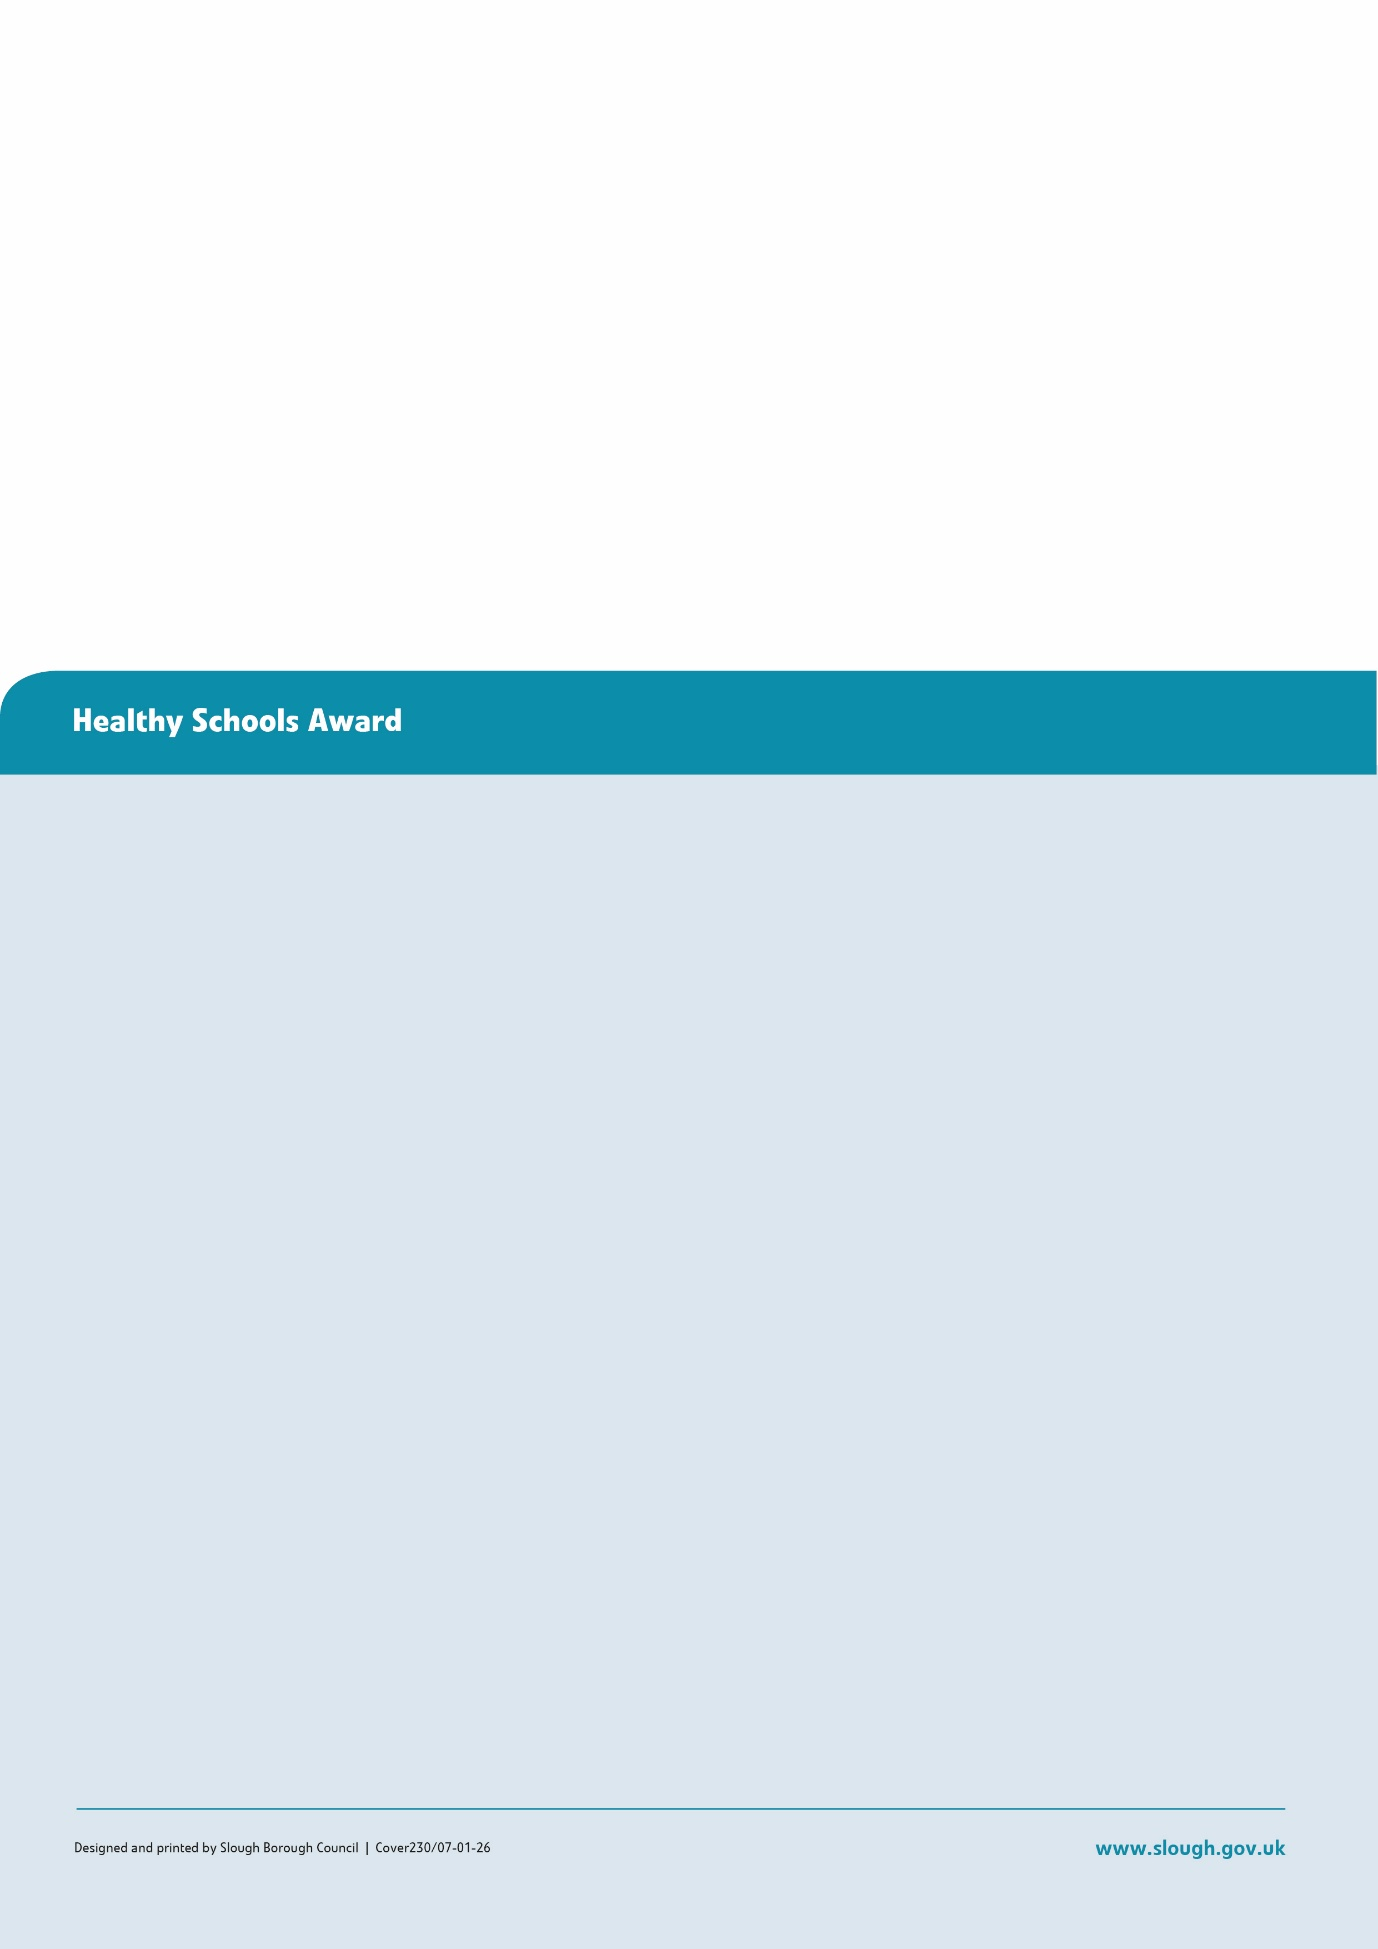 Healthy Schools Award
Designed and printed by Slough Borough Council | Cover230/07-01-26
www.slough.gov.uk